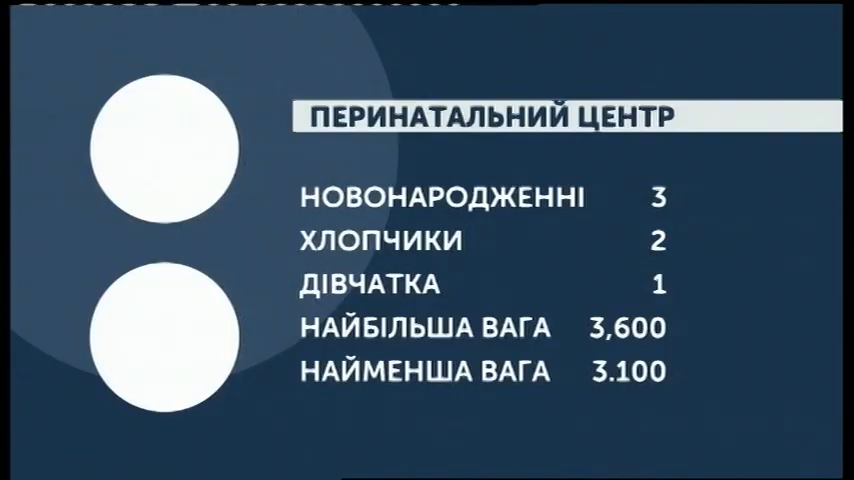 ПЕРИНАТАЛЬНИЙ ЦЕНТР
НОВОНАРОДЖЕННІ 3
ХЛОПЧИКИ 2
ДІВЧАТКА 1
НАЙБІЛЬША ВАГА 3,600
НАЙМЕНША ВАГА 3.100